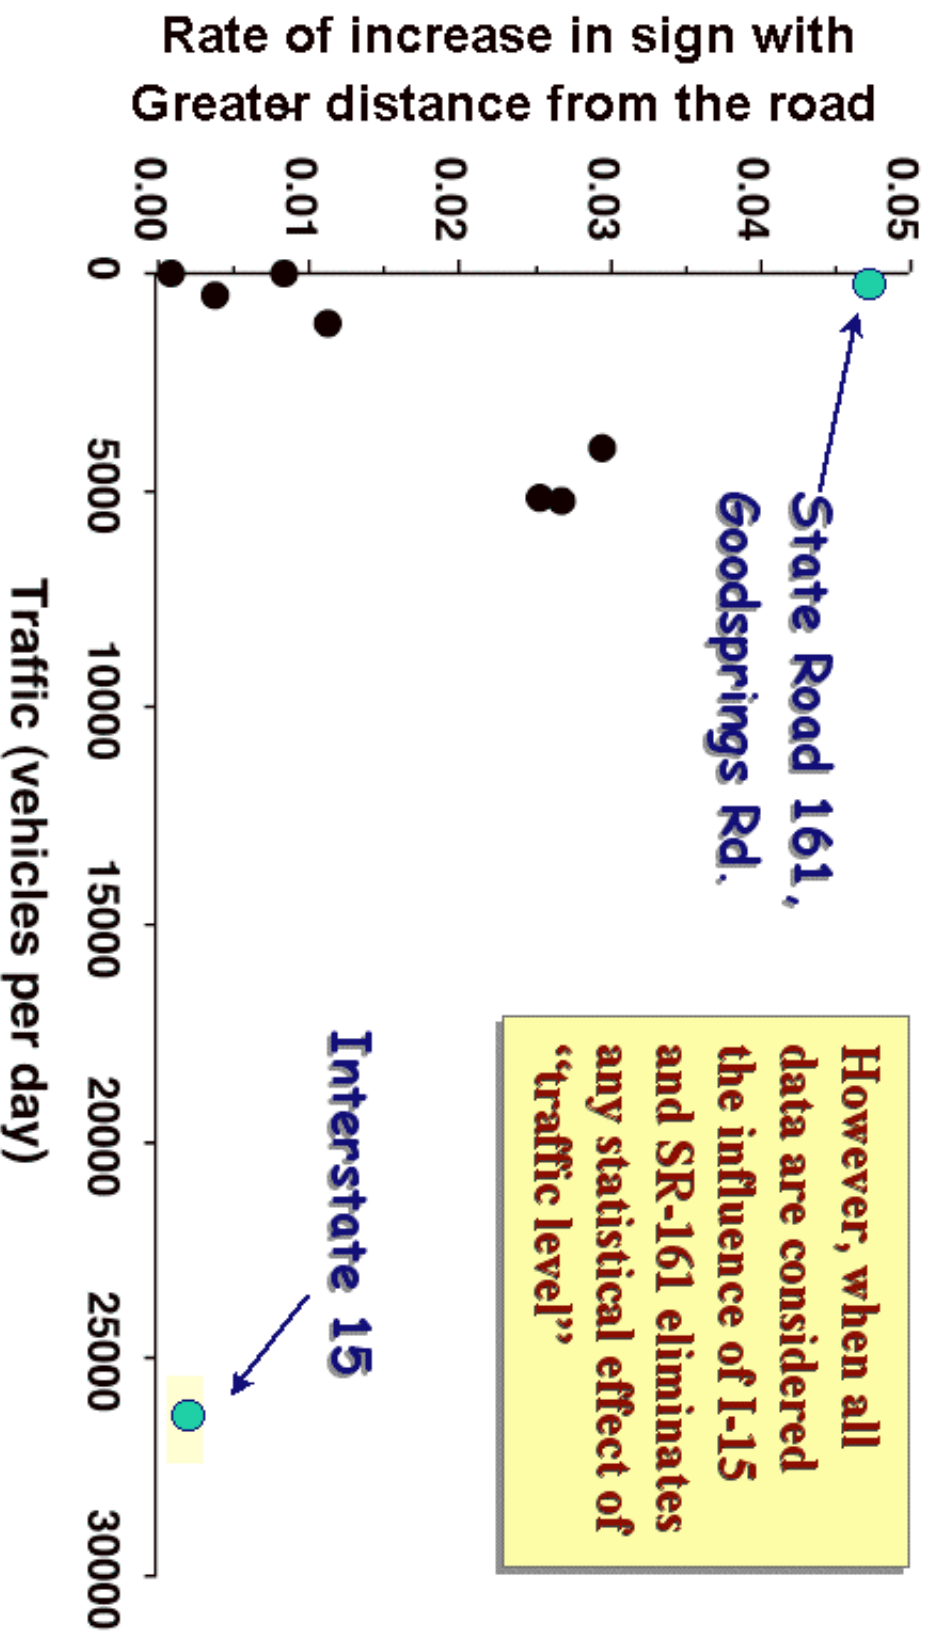 Rate of increase in sign with
Greater distance from the road
0.05
0.04
0.03
0.02
0.01
0.00
0
5000
10000
15000
20000
25000
30000
Traffic (vehicles per day)
State Road 161,
Goodsprings Rd.
Interstate 15
However, when all
data are considered
the influence of I-15
and SR-161 eliminates
any statistical effect of
“traffic level”